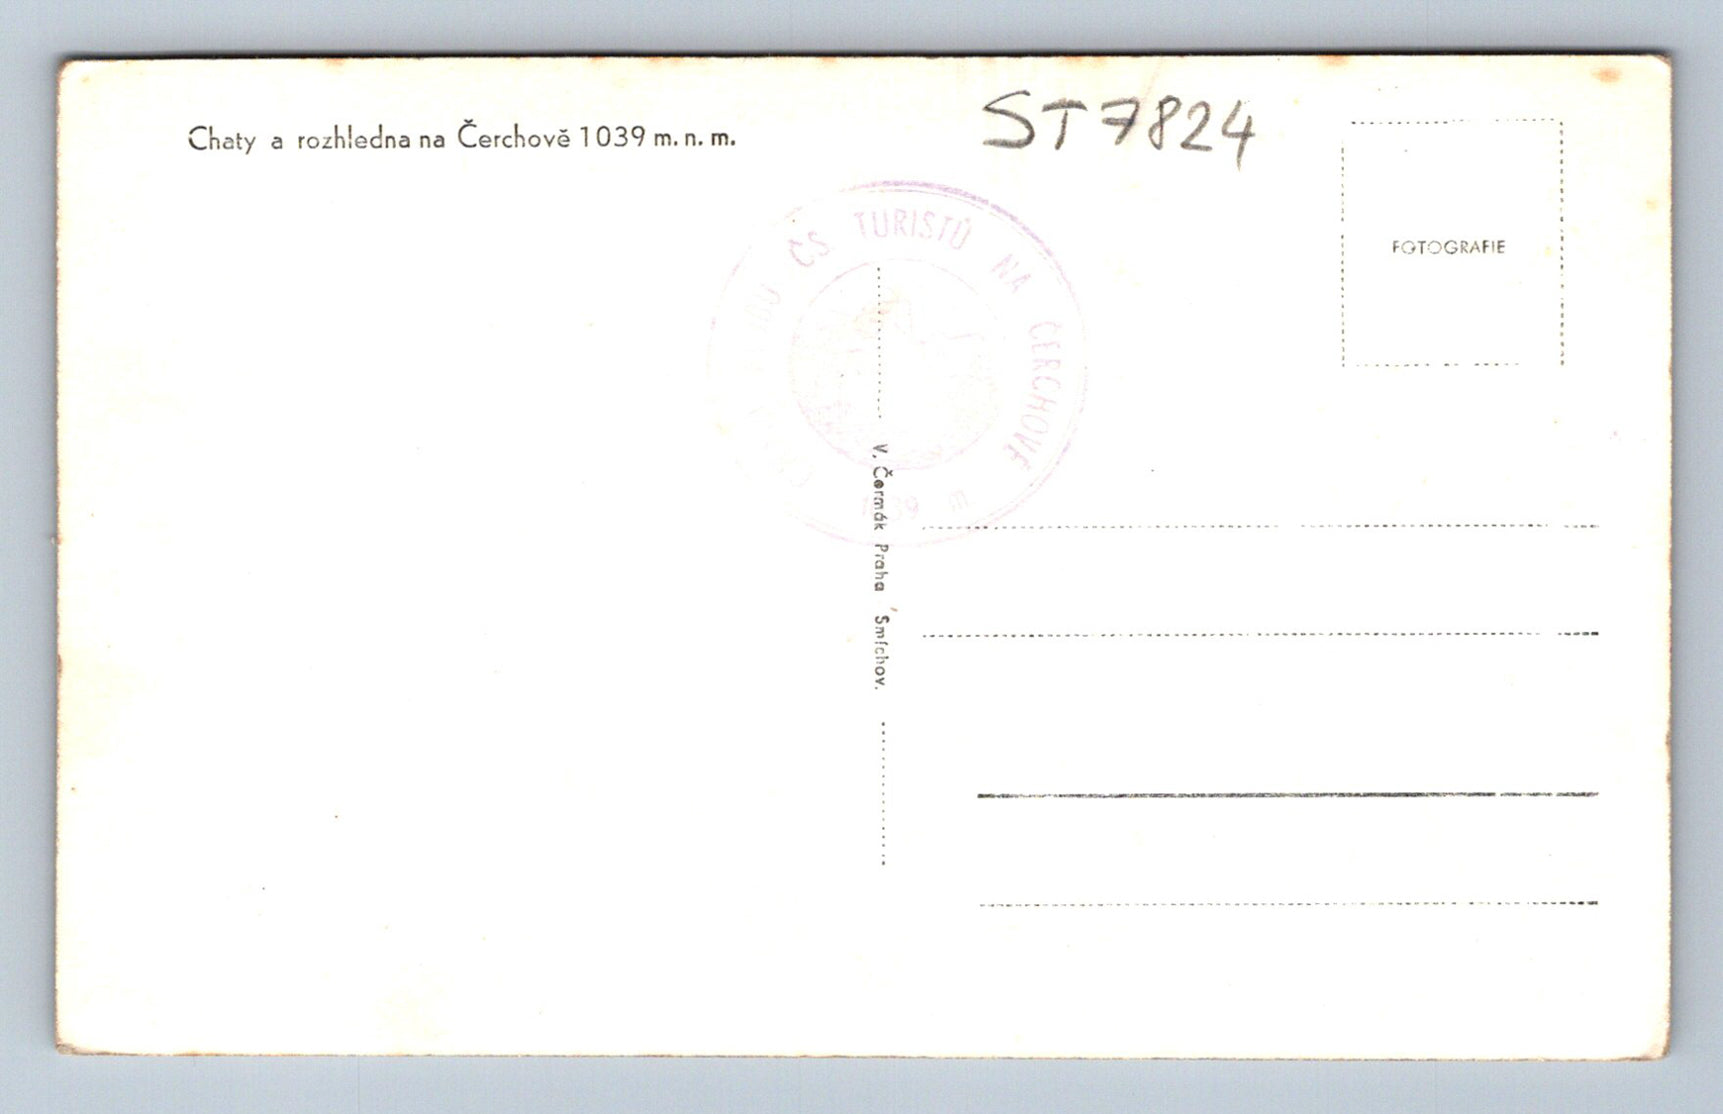 Chaty a rozhledna na Čerchově 1039 m. n. m.
ST7824
FOTOGRAFIE
ČS TURISTŮ NA ČERCHOVĚ
m
V. Čermák Praha Smíchov.